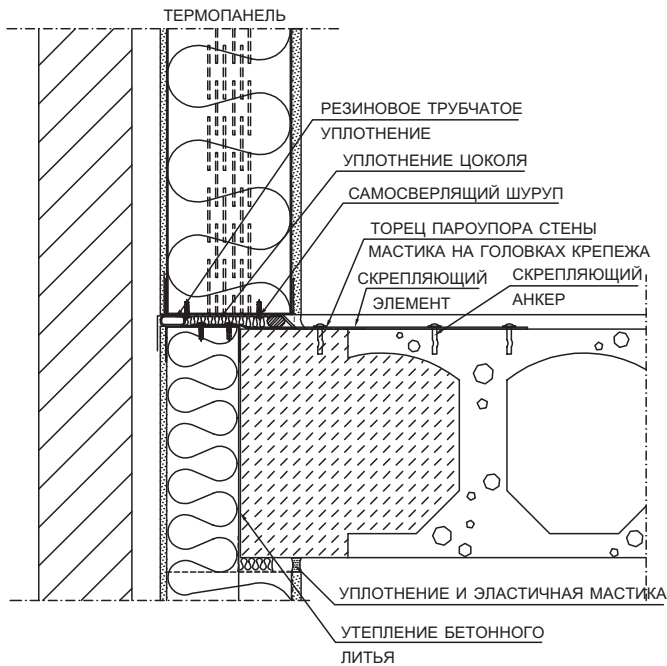 ТЕРМОПАНЕЛЬ
РЕЗИНОВОЕ ТРУБЧАТОЕ
УПЛОТНЕНИЕ
УПЛОТНЕНИЕ ЦОКОЛЯ
САМОСВЕРЛЯЩИЙ ШУРУП
ТОРЕЦ ПАРОУПОРА СТЕНЫ
МАСТИКА НА ГОЛОВКАХ КРЕПЕЖА
СКРЕПЛЯЮЩИЙ
ЭЛЕМЕНТ
СКРЕПЛЯЮЩИЙ
АНКЕР
УПЛОТНЕНИЕ И ЭЛАСТИЧНАЯ МАСТИКА
УТЕПЛЕНИЕ БЕТОННОГО
ЛИТЬЯ